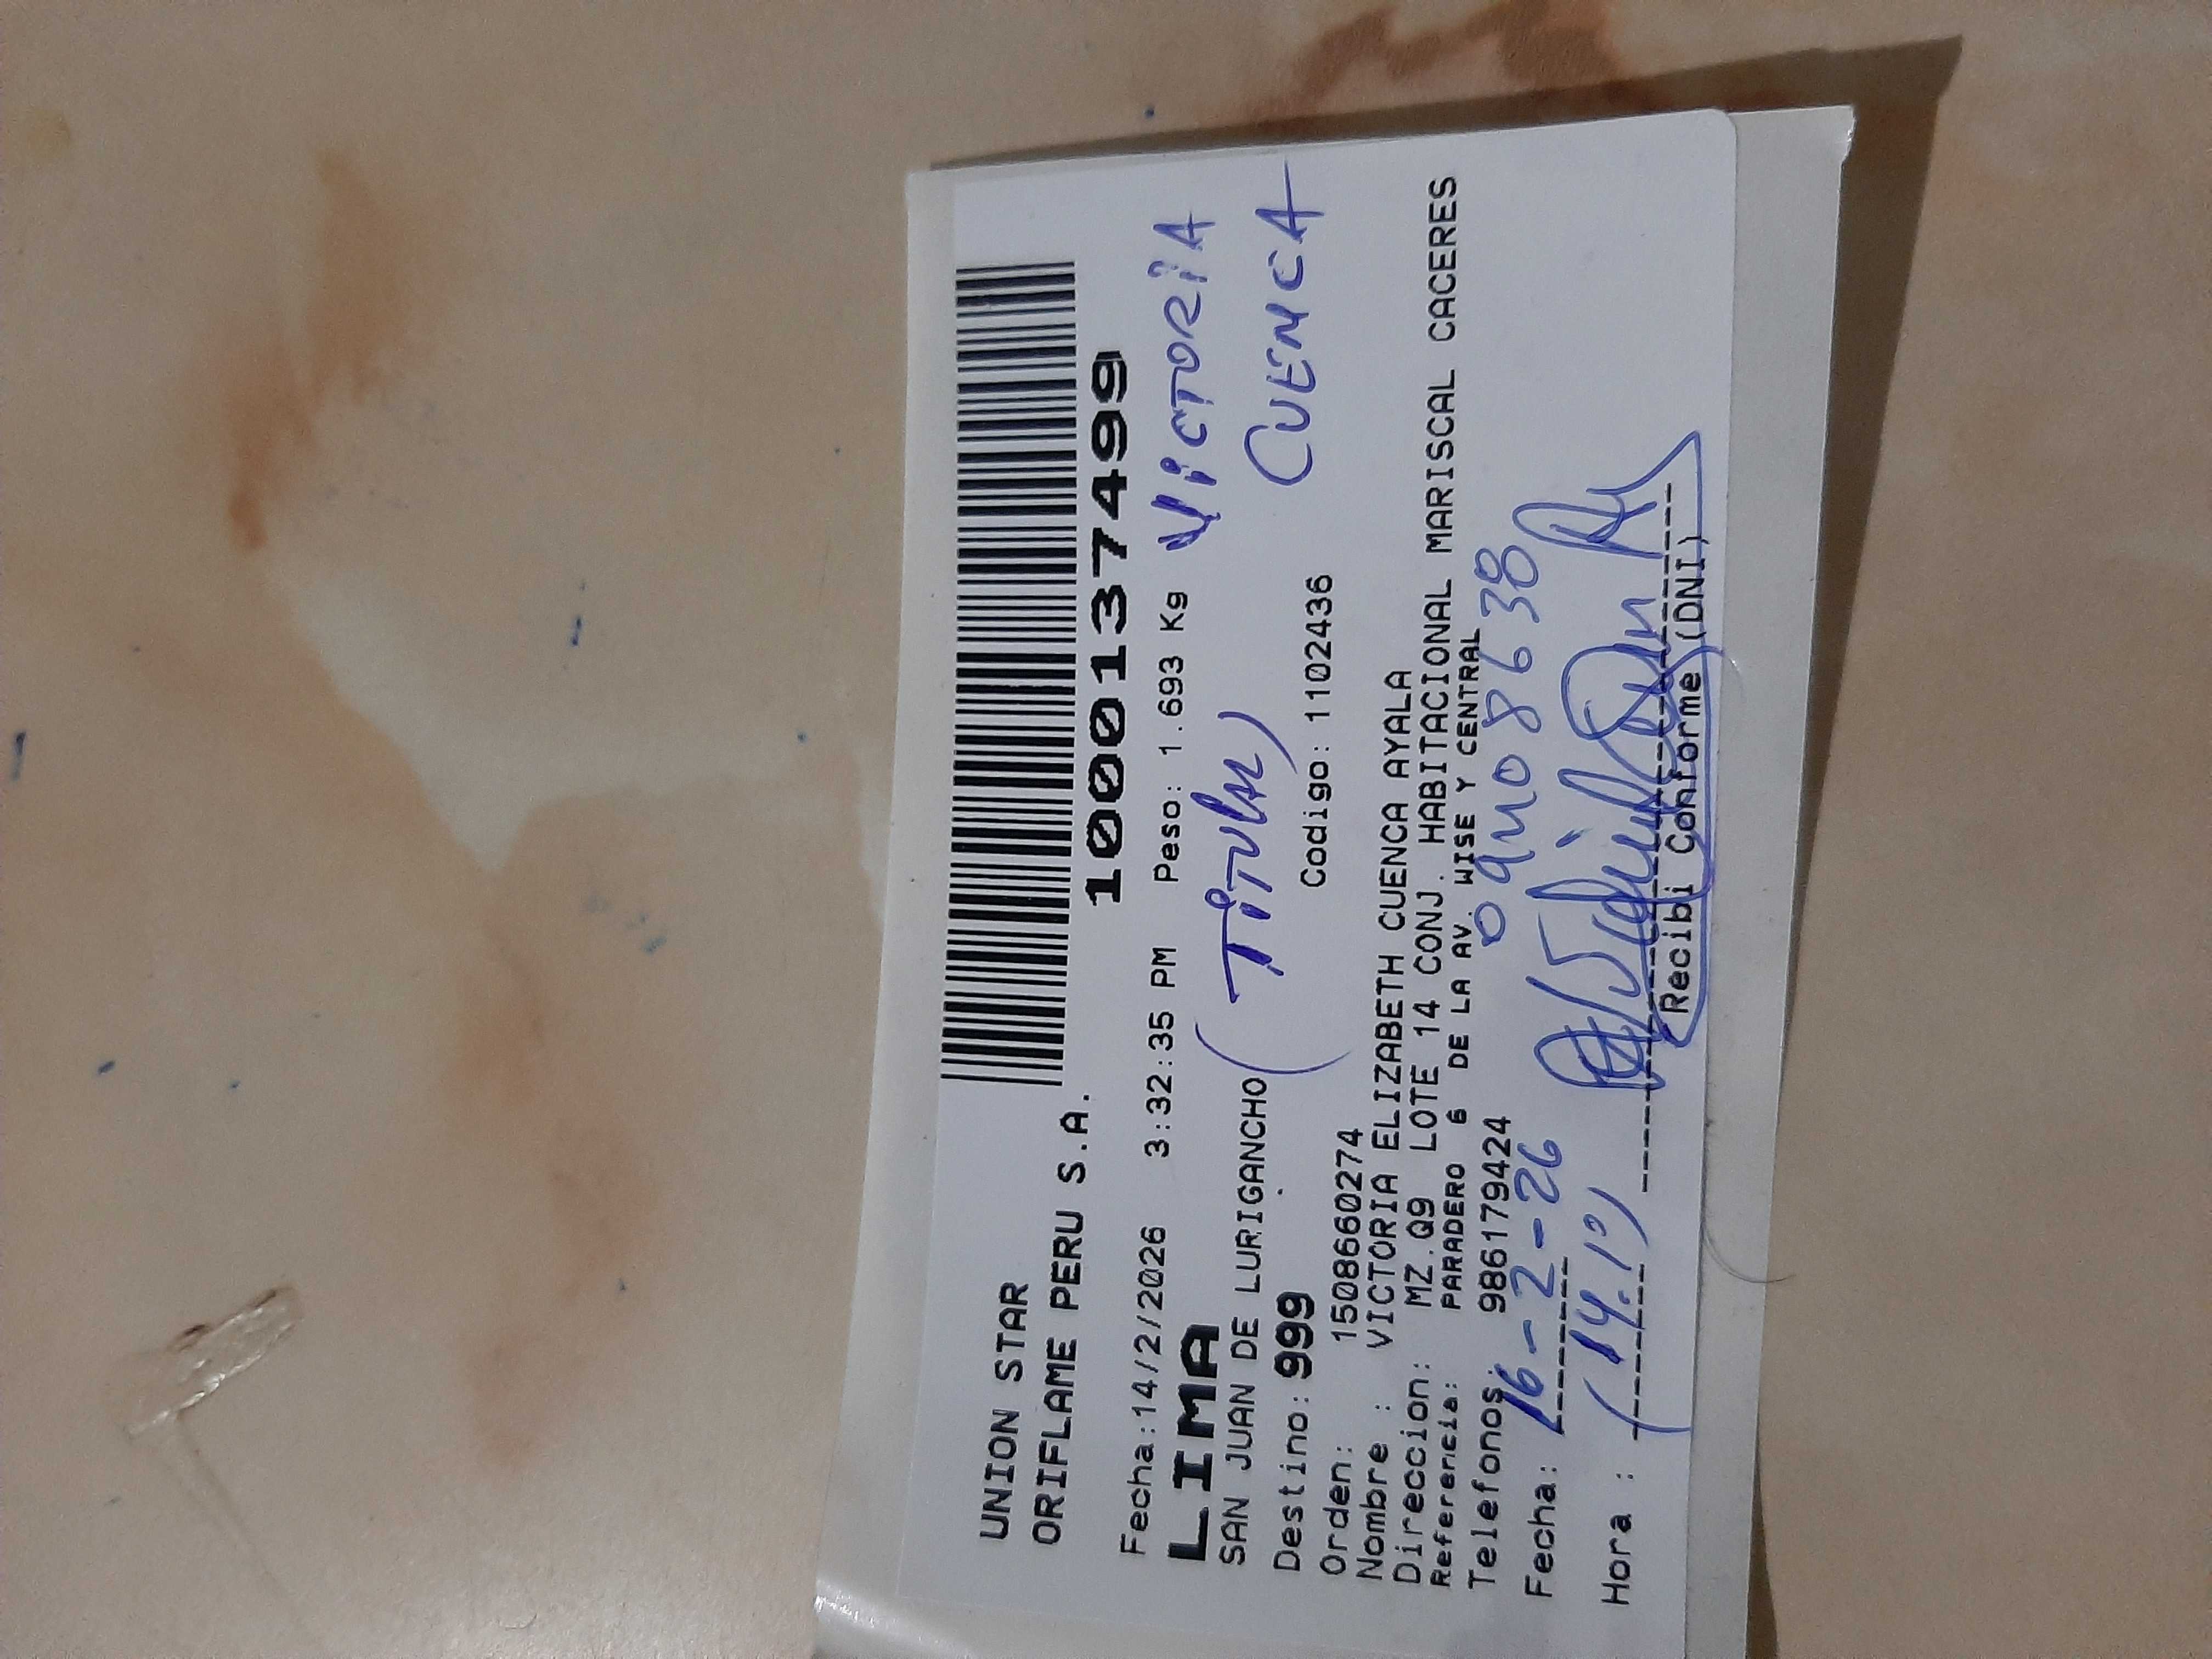 UNION STAR
ORIFLAME PERU S.A.
1000137499
Fecha:14/2/2026 3:32:35 PM Peso: 1.693 Kg
VICTORIA
CUENCA
LIMA
SAN JUAN DE LURIGANCHO
(Titular)
Destino: 999 Codigo: 1102436
Orden: 1508660274
Nombre : VICTORIA ELIZABETH CUENCA AYALA
Direccion: MZ.Q9 LOTE 14 CONJ. HABITACIONAL MARISCAL CACERES
Referencia: PARADERO 6 DE LA AV. WISE Y CENTRAL
Telefonos: 986179424
Fecha: 16-2-26
Hora :
Recibi Conforme (DNI)